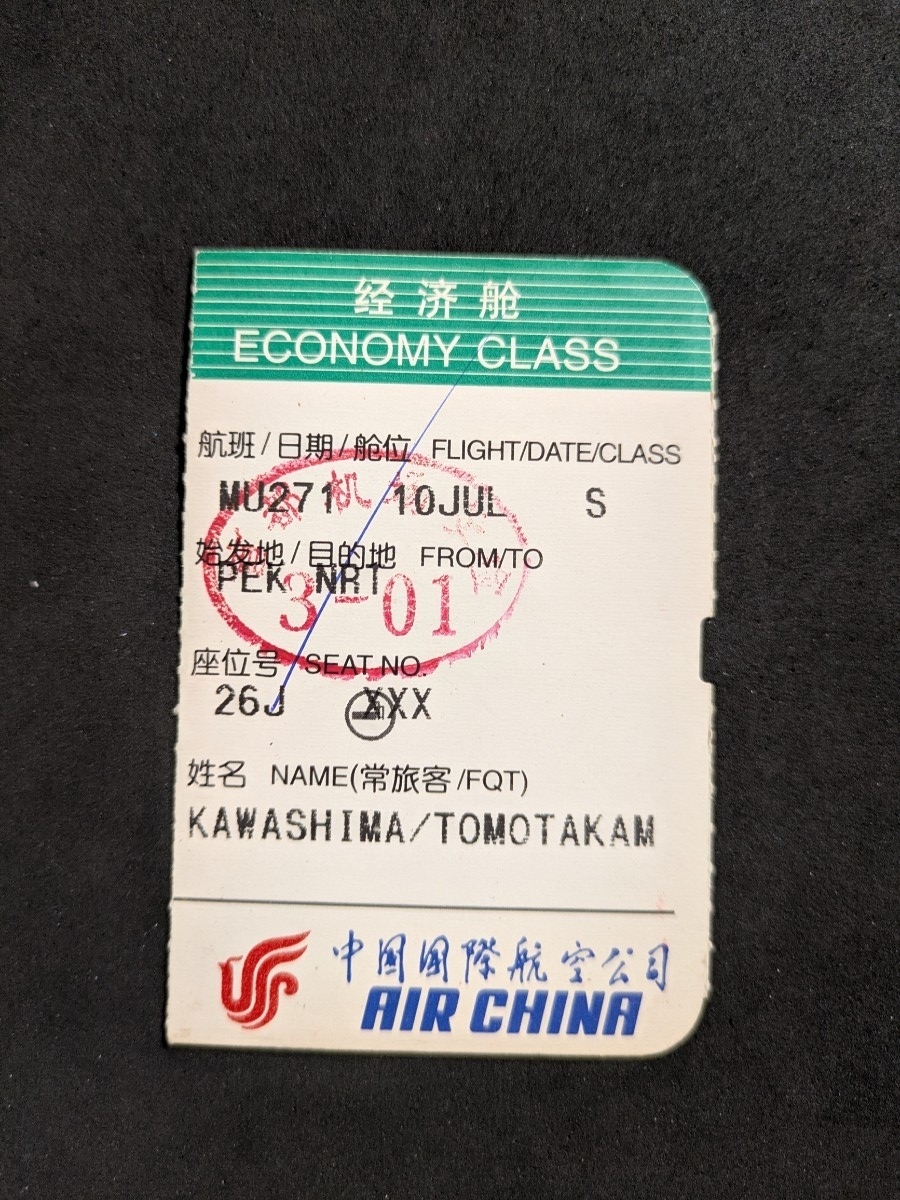 经济舱
ECONOMY CLASS
航班/日期/舱位 FLIGHT/DATE/CLASS
MU271 10JUL S
始发地/目的地 FROM/TO
PEK NRT
3-01
座位号 SEAT NO.
26J XXX
姓名 NAME(常旅客/FQT)
KAWASHIMA/TOMOTAKAM
中国国際航空公司
AIR CHINA